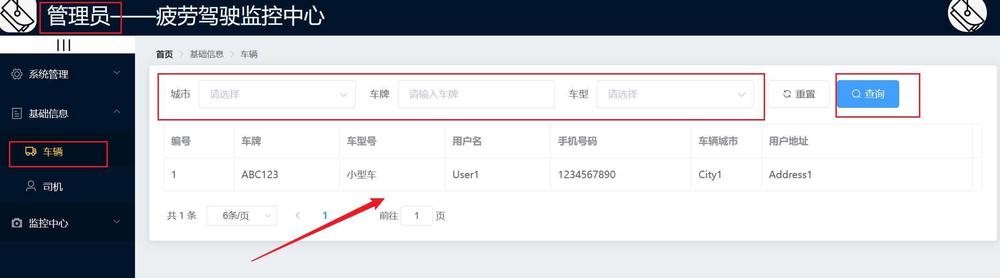 管理员——疲劳驾驶监控中心
|||
系统管理
基础信息
车辆
司机
监控中心
首页 > 基础信息 > 车辆
城市 请选择 车牌 请输入车牌 车型 请选择 重置 查询
编号 车牌 车型号 用户名 手机号码 车辆城市 用户地址
1 ABC123 小型车 User1 1234567890 City1 Address1
共 1 条 6条/页 < 1 > 前往 1 页